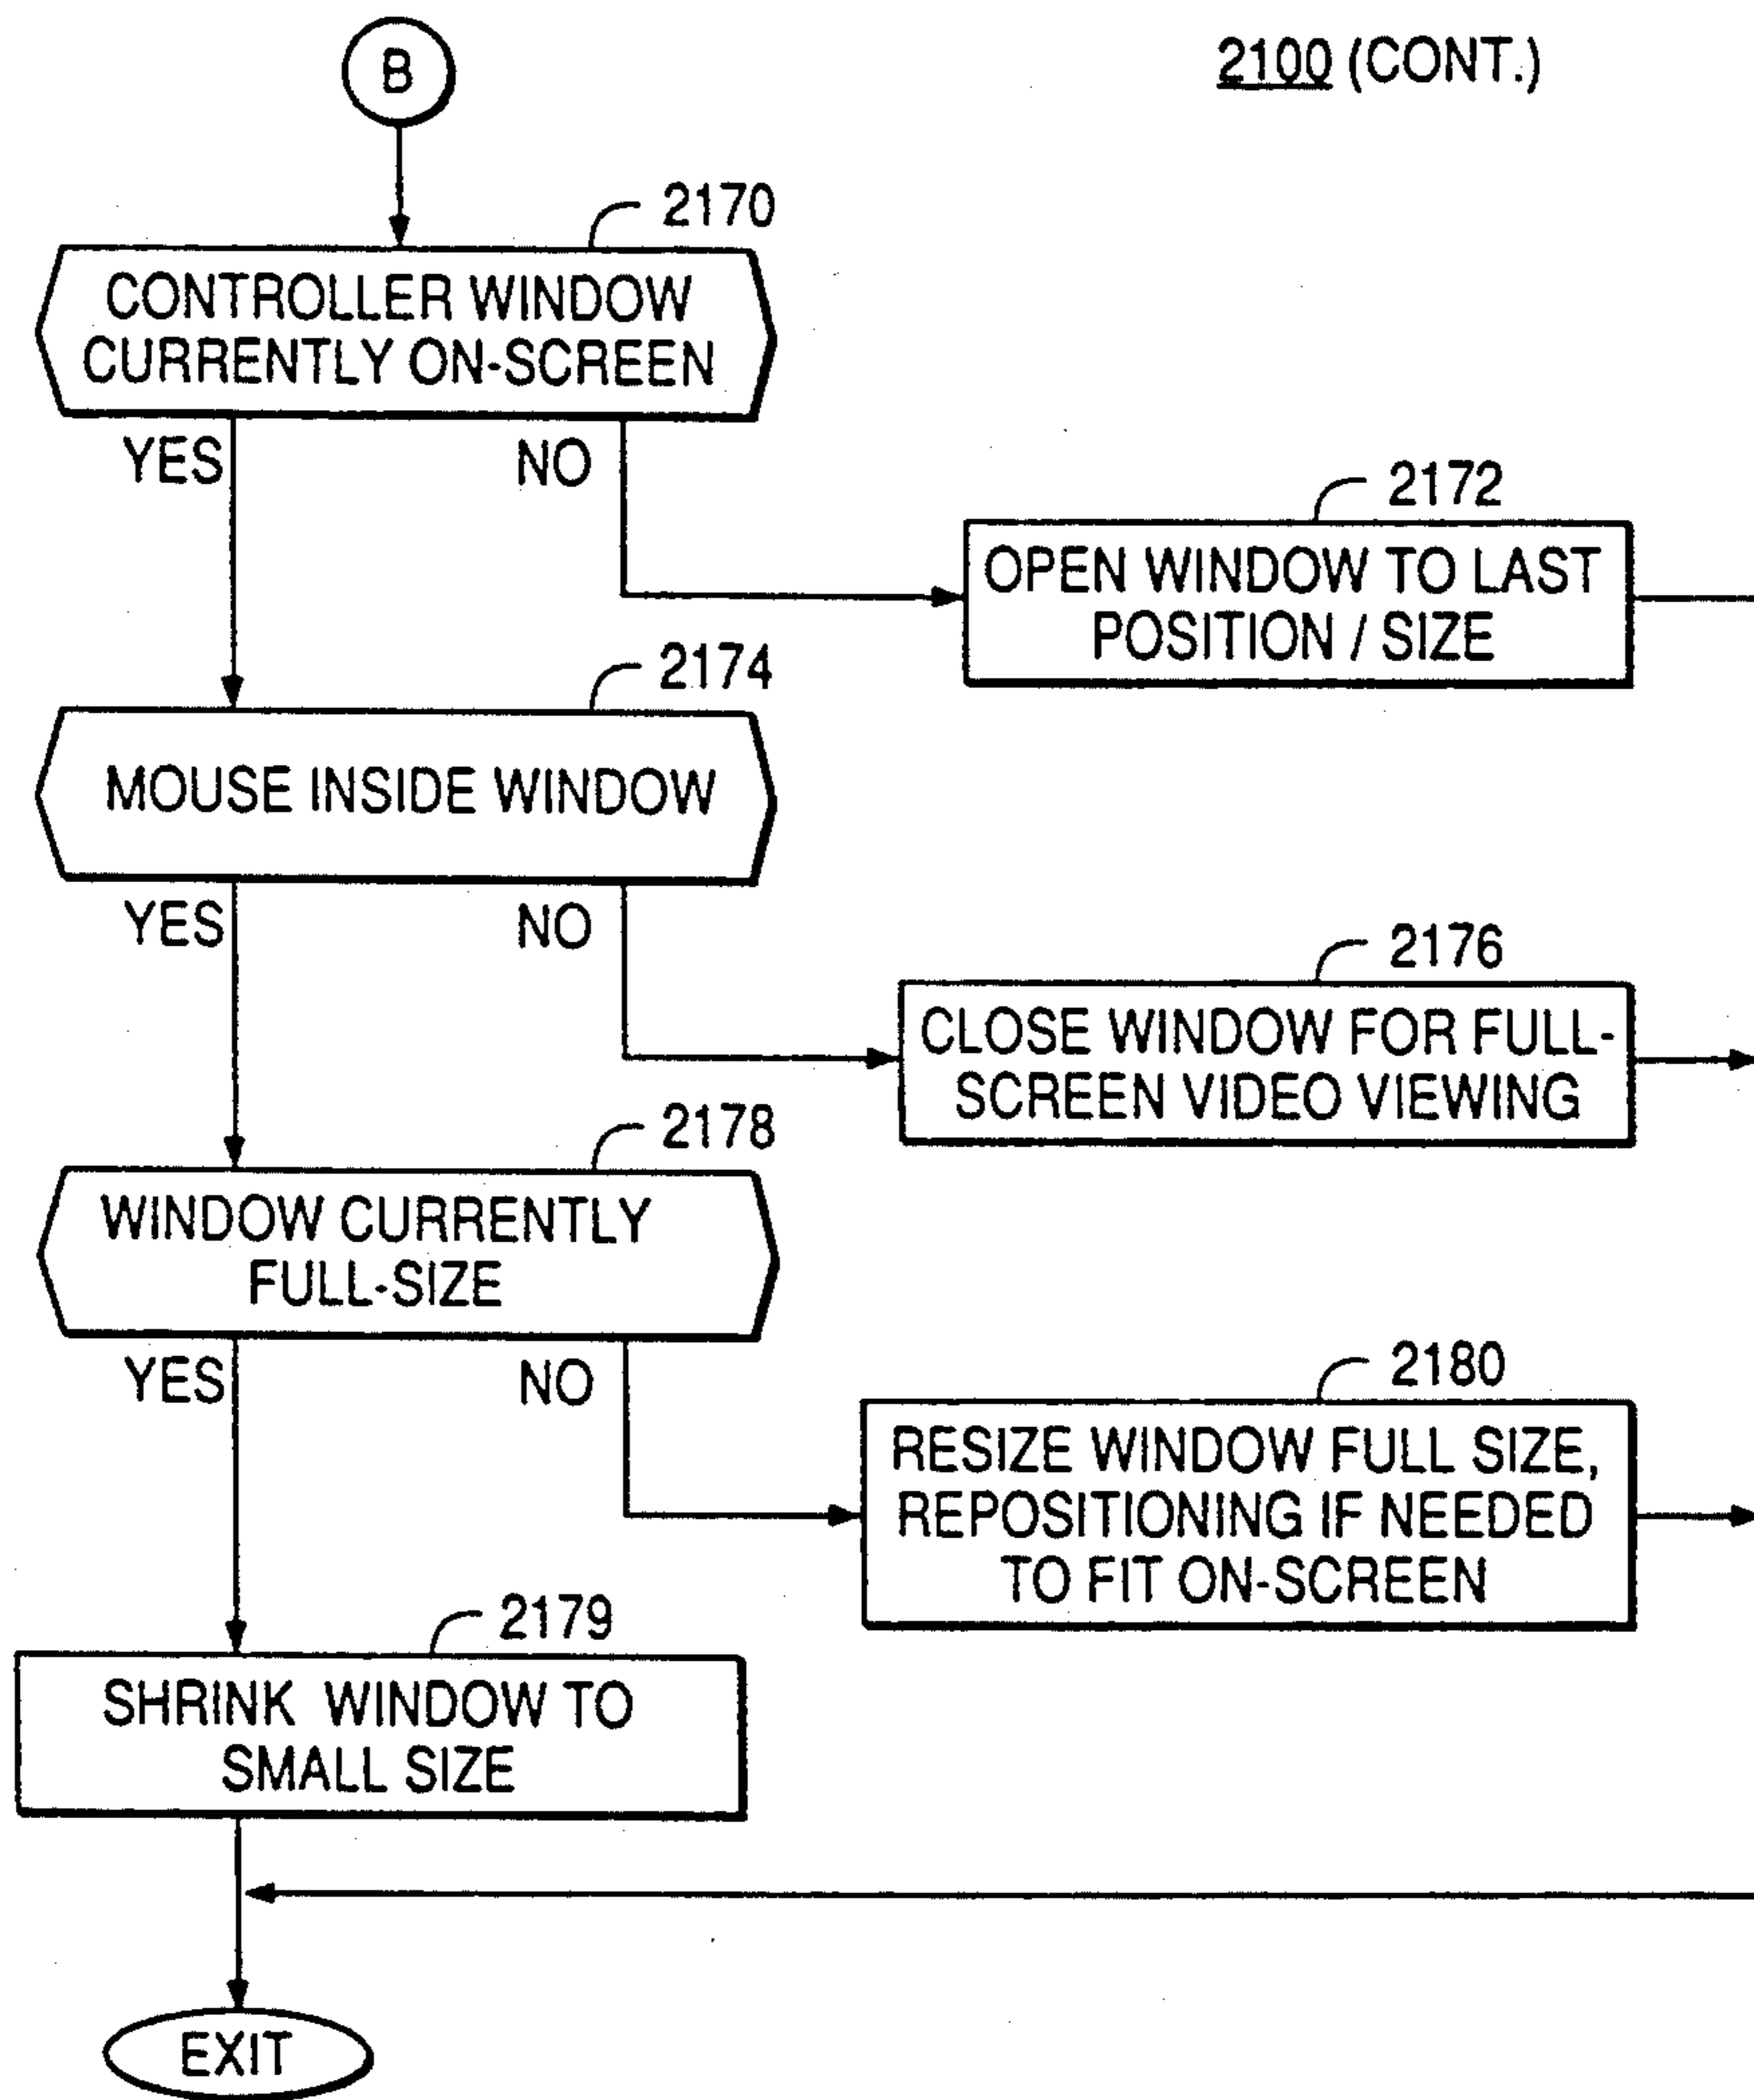 2100 (CONT.)
B
2170
CONTROLLER WINDOW
CURRENTLY ON-SCREEN
YES
NO
2172
OPEN WINDOW TO LAST
POSITION / SIZE
2174
MOUSE INSIDE WINDOW
YES
NO
2176
CLOSE WINDOW FOR FULL-
SCREEN VIDEO VIEWING
2178
WINDOW CURRENTLY
FULL-SIZE
YES
NO
2180
RESIZE WINDOW FULL SIZE,
REPOSITIONING IF NEEDED
TO FIT ON-SCREEN
2179
SHRINK WINDOW TO
SMALL SIZE
EXIT